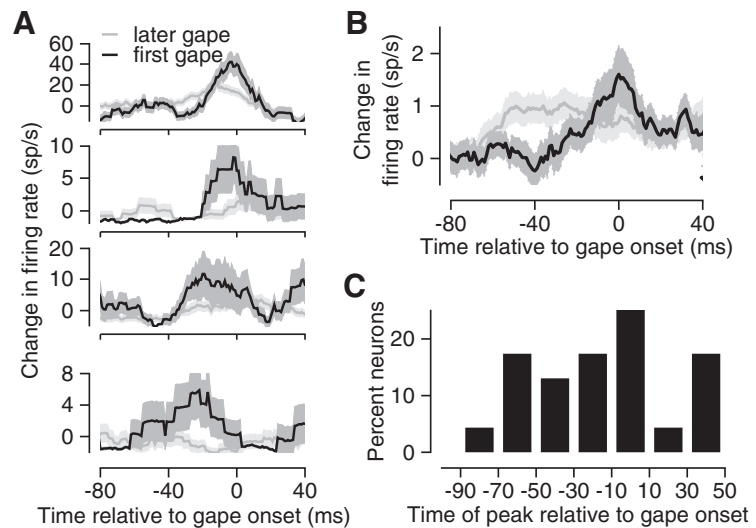 A
later gape
first gape
60
40
20
0
10
5
0
20
10
0
8
4
0
Change in firing rate (sp/s)
-80 -40 0 40
Time relative to gape onset (ms)
B
Change in
firing rate (sp/s)
2
1
0
-80 -40 0 40
Time relative to gape onset (ms)
C
Percent neurons
20
10
0
-90 -70 -50 -30 -10 10 30 50
Time of peak relative to gape onset